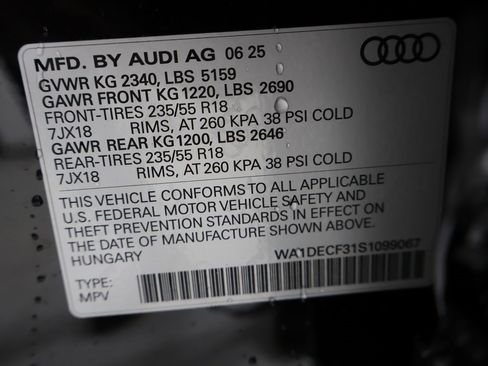 MFD. BY AUDI AG 06 25
GVWR KG 2340, LBS 5159
GAWR FRONT KG 1220, LBS 2690
FRONT-TIRES 235/55 R18
7JX18 RIMS, AT 260 KPA 38 PSI COLD
GAWR REAR KG 1200, LBS 2646
REAR-TIRES 235/55 R18
7JX18 RIMS, AT 260 KPA 38 PSI COLD
THIS VEHICLE CONFORMS TO ALL APPLICABLE
U.S. FEDERAL MOTOR VEHICLE SAFETY AND
THEFT PREVENTION STANDARDS IN EFFECT ON
THE DATE OF MANUFACTURE SHOWN ABOVE.
HUNGARY
WA1DECF31S1099067
TYPE:
MPV